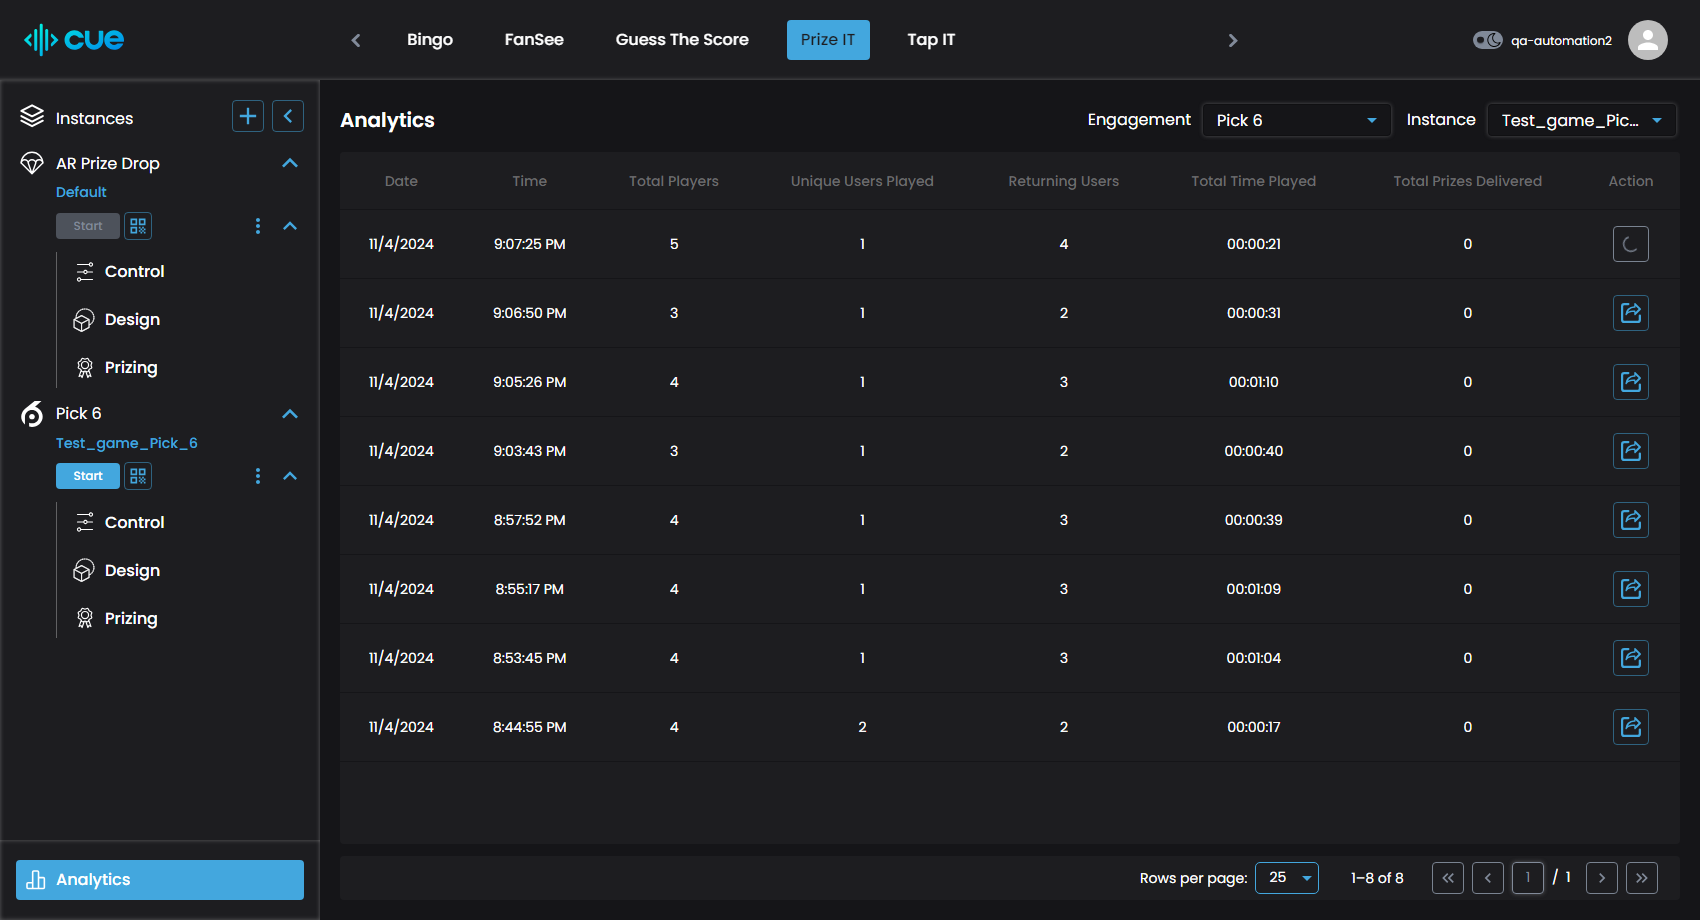 cue
Bingo
FanSee
Guess The Score
Prize IT
Tap IT
qa-automation2
Instances
AR Prize Drop
Default
Start
Control
Design
Prizing
Pick 6
Test_game_Pick_6
Start
Control
Design
Prizing
Analytics
Analytics
Engagement Pick 6 Instance Test_game_Pic...
Date Time Total Players Unique Users Played Returning Users Total Time Played Total Prizes Delivered Action
11/4/2024 9:07:25 PM 5 1 4 00:00:21 0
11/4/2024 9:06:50 PM 3 1 2 00:00:31 0
11/4/2024 9:05:26 PM 4 1 3 00:01:10 0
11/4/2024 9:03:43 PM 3 1 2 00:00:40 0
11/4/2024 8:57:52 PM 4 1 3 00:00:39 0
11/4/2024 8:55:17 PM 4 1 3 00:01:09 0
11/4/2024 8:53:45 PM 4 1 3 00:01:04 0
11/4/2024 8:44:55 PM 4 2 2 00:00:17 0
Rows per page: 25 1–8 of 8 1 / 1